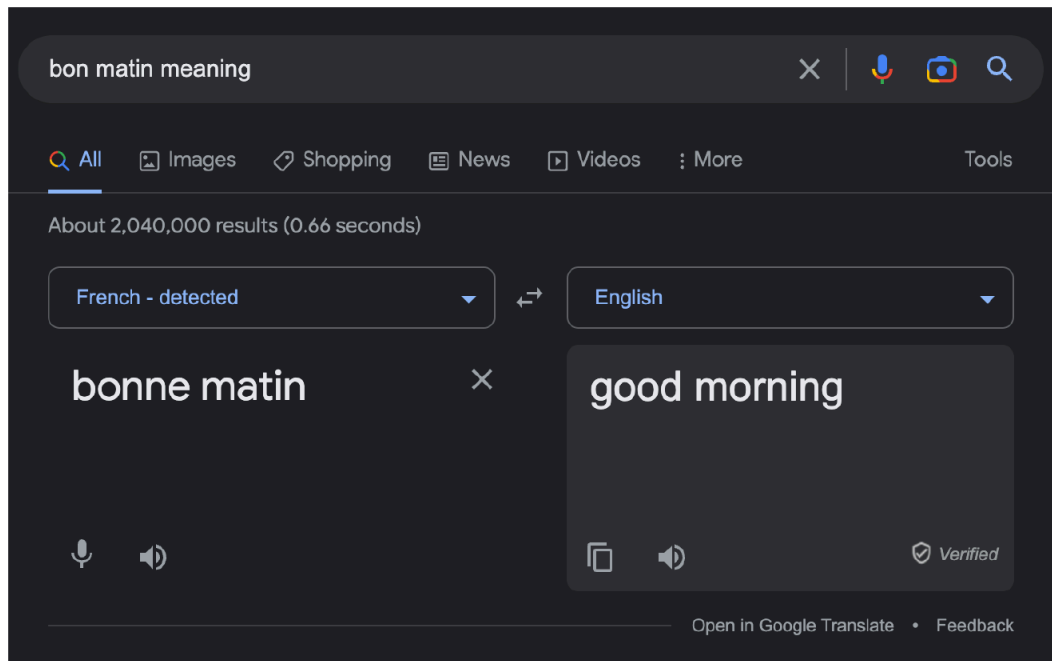 bon matin meaning
All Images Shopping News Videos More Tools
About 2,040,000 results (0.66 seconds)
French - detected English
bonne matin good morning
Verified
Open in Google Translate • Feedback